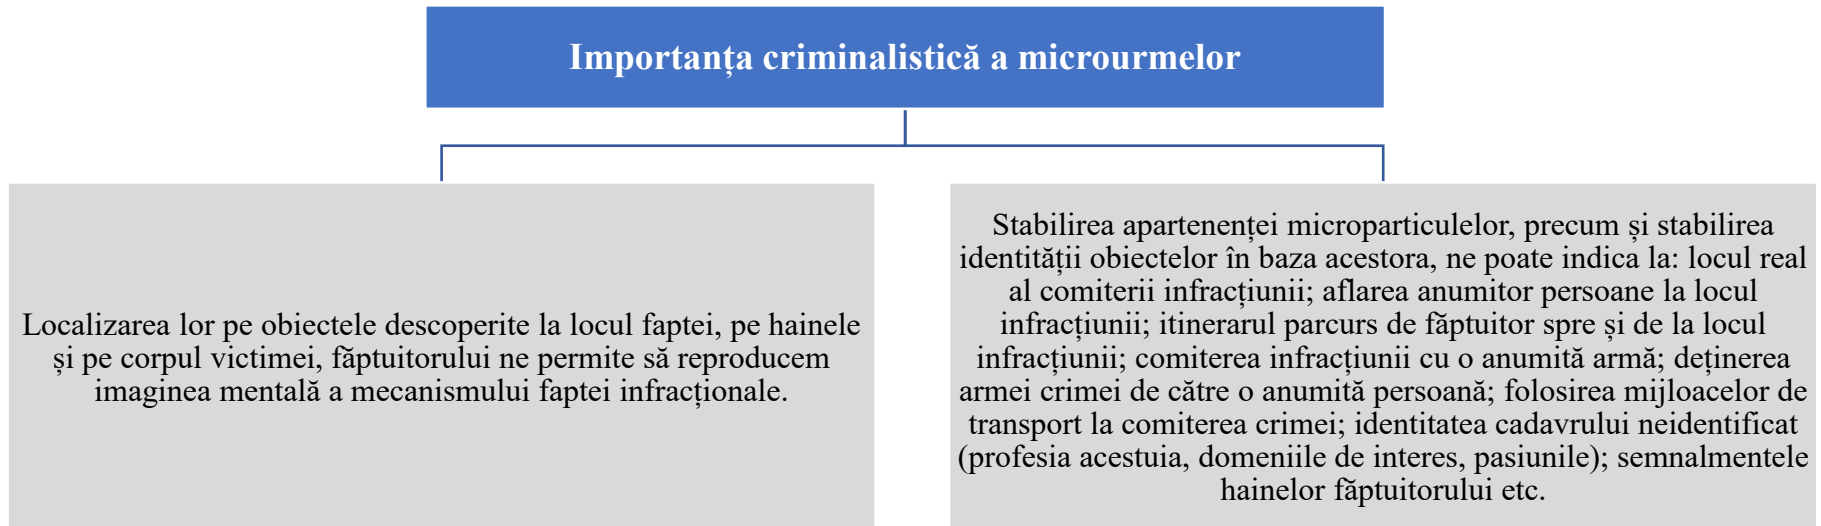 Importanța criminalistică a microurmelor
Localizarea lor pe obiectele descoperite la locul faptei, pe hainele
și pe corpul victimei, făptuitorului ne permite să reproducem
imaginea mentală a mecanismului faptei infracționale.
Stabilirea apartenenței microparticulelor, precum și stabilirea
identității obiectelor în baza acestora, ne poate indica la: locul real
al comiterii infracțiunii; aflarea anumitor persoane la locul
infracțiunii; itinerarul parcurs de făptuitor spre și de la locul
infracțiunii; comiterea infracțiunii cu o anumită armă; deținerea
armei crimei de către o anumită persoană; folosirea mijloacelor de
transport la comiterea crimei; identitatea cadavrului neidentificat
(profesia acestuia, domeniile de interes, pasiunile); semnalmentele
hainelor făptuitorului etc.